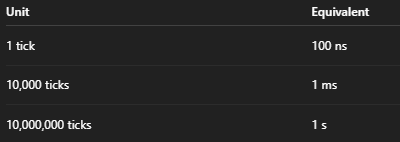 Unit Equivalent
1 tick 100 ns
10,000 ticks 1 ms
10,000,000 ticks 1 s